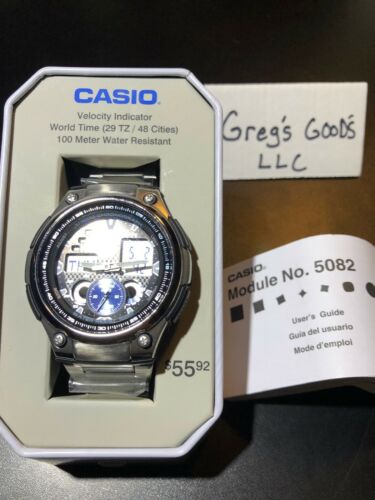 CASIO
Velocity Indicator
World Time (29 TZ / 48 Cities)
100 Meter Water Resistant
$55.92
Greg's GOOD's
LLC
CASIO
Module No. 5082
User's Guide
Guía del usuario
Mode d'emploi